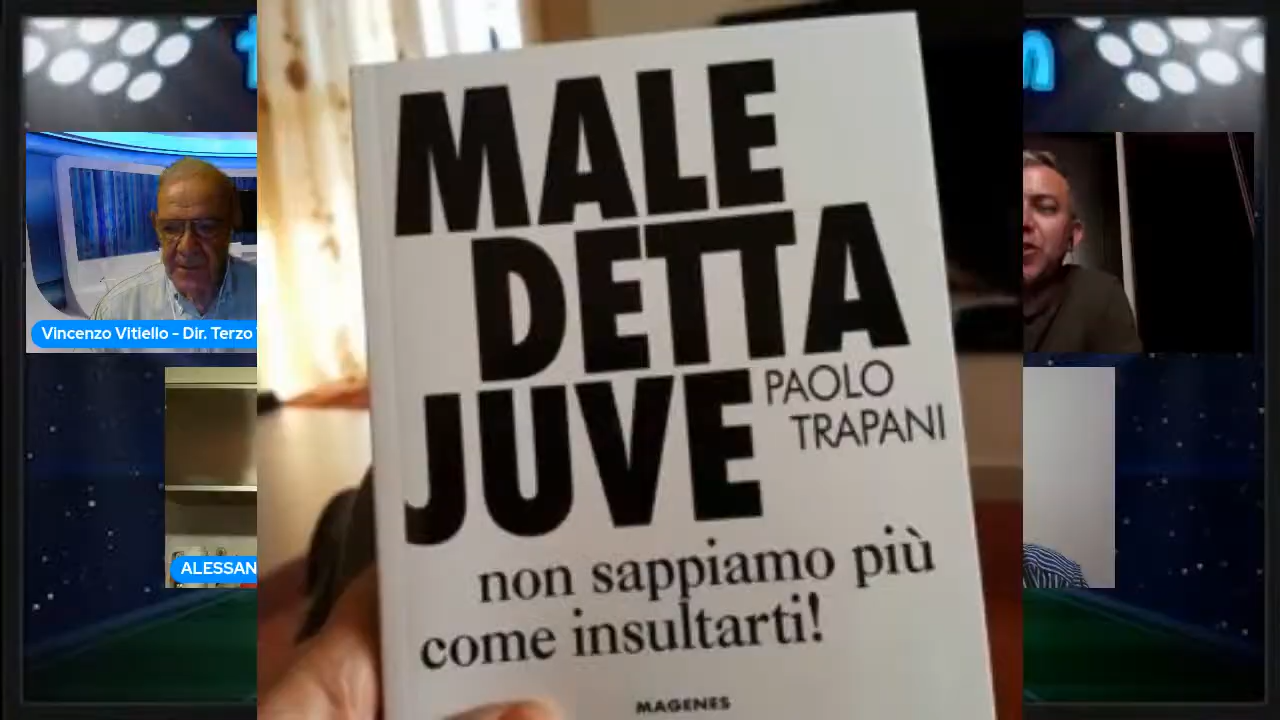 MALE
DETTA
JUVE
PAOLO
TRAPANI
non sappiamo più
come insultarti!
MAGENES
Vincenzo Vitiello - Dir. Terzo
ALESSAN